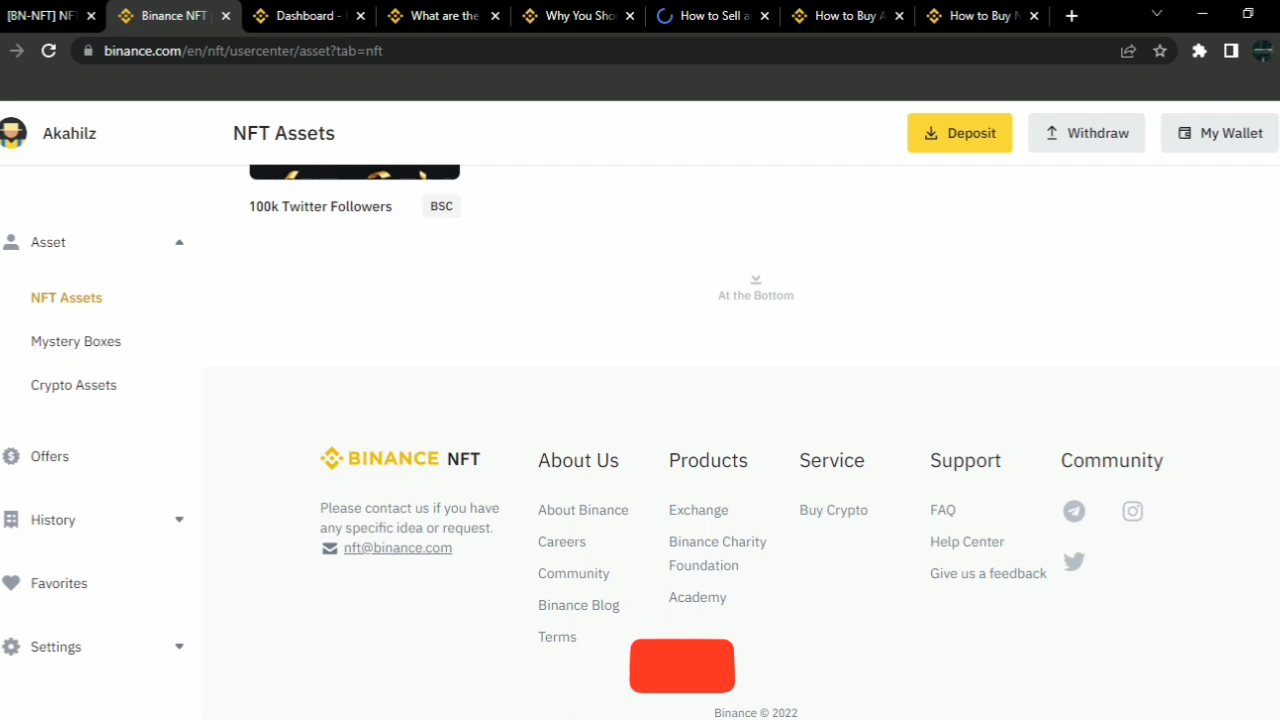 [BN-NFT] NFT
Binance NFT
Dashboard -
What are the
Why You Sho
How to Sell a
How to Buy
How to Buy
binance.com/en/nft/usercenter/asset?tab=nft
Akahilz
NFT Assets
Deposit
Withdraw
My Wallet
100k Twitter Followers
BSC
Asset
At the Bottom
NFT Assets
Mystery Boxes
Crypto Assets
Offers
History
Favorites
Settings
BINANCE NFT
Please contact us if you have
any specific idea or request.
nft@binance.com
About Us
About Binance
Careers
Community
Binance Blog
Terms
Products
Exchange
Binance Charity
Foundation
Academy
Service
Buy Crypto
Support
FAQ
Help Center
Give us a feedback
Community
Binance © 2022